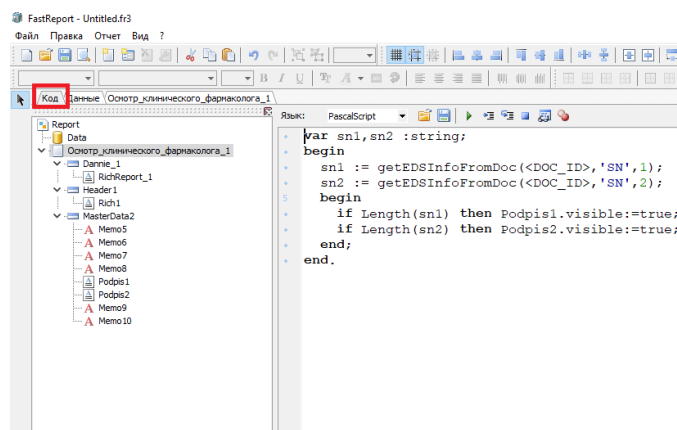 FastReport - Untitled.fr3
Файл Правка Отчет Вид ?
Код Данные Осмотр_клинического_фармаколога_1
Report
Data
Осмотр_клинического_фармаколога_1
Dannie_1
RichReport_1
Header1
Rich1
MasterData2
Memo5
Memo6
Memo7
Memo8
Podpis1
Podpis2
Memo9
Memo10
Язык: PascalScript
var sn1,sn2 :string;
begin
sn1 := getEDSInfoFromDoc(<DOC_ID>,'SN',1);
sn2 := getEDSInfoFromDoc(<DOC_ID>,'SN',2);
5 begin
if Length(sn1) then Podpis1.visible:=true;
if Length(sn2) then Podpis2.visible:=true;
end;
end.